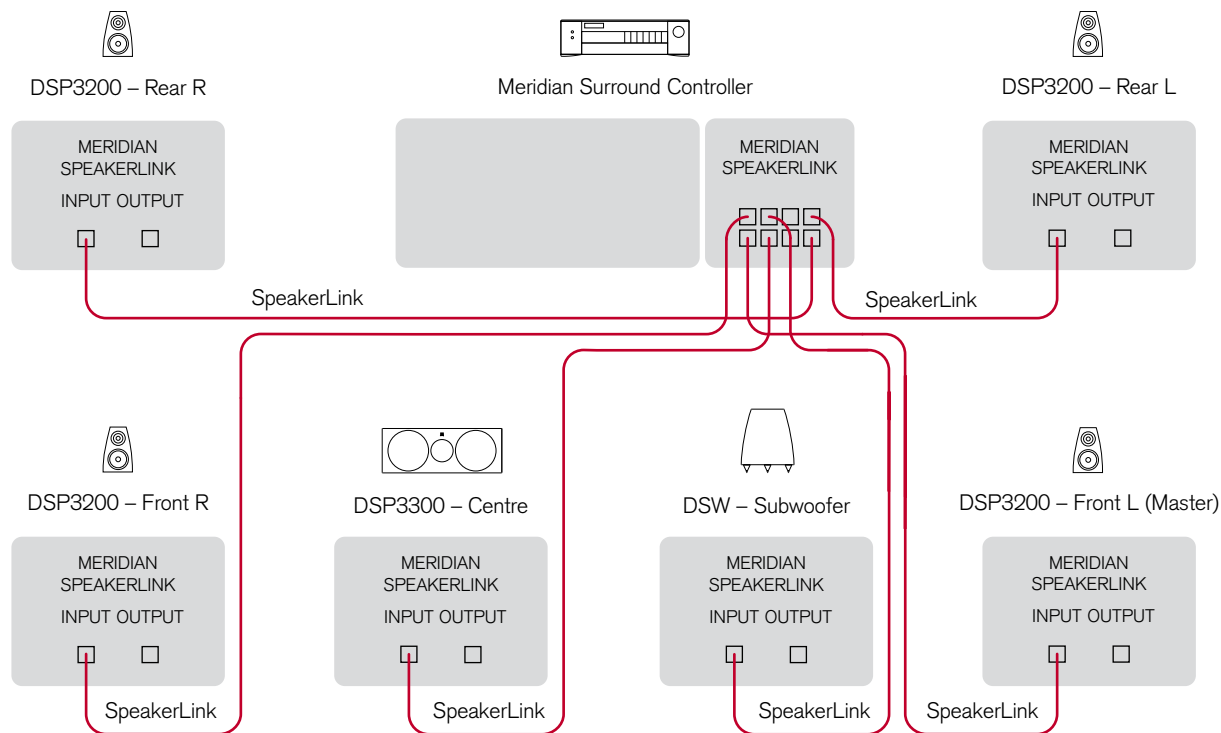 DSP3200 – Rear R
Meridian Surround Controller
DSP3200 – Rear L
MERIDIAN
SPEAKERLINK
INPUT OUTPUT
MERIDIAN
SPEAKERLINK
MERIDIAN
SPEAKERLINK
INPUT OUTPUT
SpeakerLink
SpeakerLink
DSP3200 – Front R
DSP3300 – Centre
DSW – Subwoofer
DSP3200 – Front L (Master)
MERIDIAN
SPEAKERLINK
INPUT OUTPUT
MERIDIAN
SPEAKERLINK
INPUT OUTPUT
MERIDIAN
SPEAKERLINK
INPUT OUTPUT
MERIDIAN
SPEAKERLINK
INPUT OUTPUT
SpeakerLink
SpeakerLink
SpeakerLink
SpeakerLink